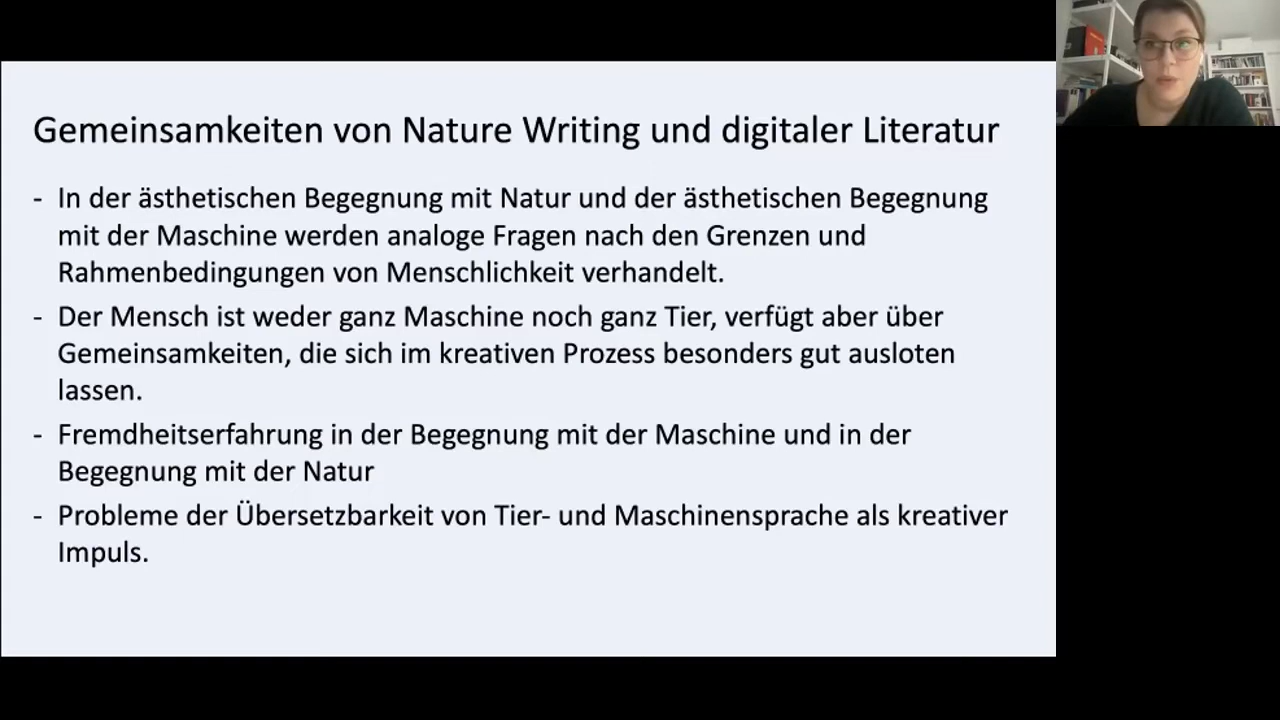 Gemeinsamkeiten von Nature Writing und digitaler Literatur
- In der ästhetischen Begegnung mit Natur und der ästhetischen Begegnung
mit der Maschine werden analoge Fragen nach den Grenzen und
Rahmenbedingungen von Menschlichkeit verhandelt.
- Der Mensch ist weder ganz Maschine noch ganz Tier, verfügt aber über
Gemeinsamkeiten, die sich im kreativen Prozess besonders gut ausloten
lassen.
- Fremdheitserfahrung in der Begegnung mit der Maschine und in der
Begegnung mit der Natur
- Probleme der Übersetzbarkeit von Tier- und Maschinensprache als kreativer
Impuls.